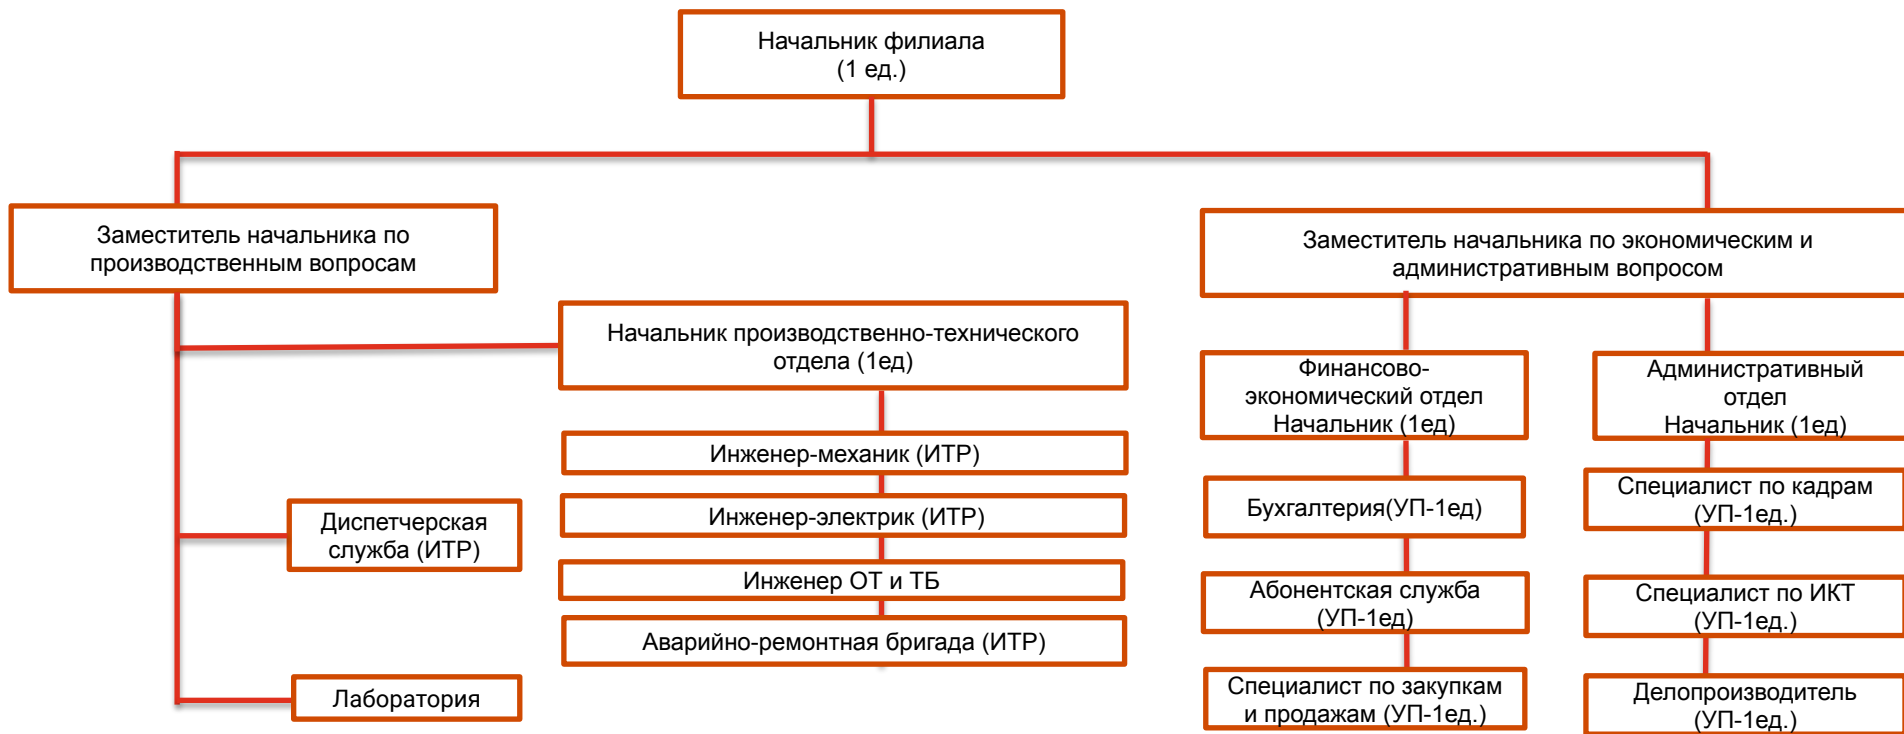 Начальник филиала
(1 ед.)
Заместитель начальника по
производственным вопросам
Заместитель начальника по экономическим и
административным вопросом
Начальник производственно-технического
отдела (1ед)
Инженер-механик (ИТР)
Инженер-электрик (ИТР)
Инженер ОТ и ТБ
Аварийно-ремонтная бригада (ИТР)
Диспетчерская
служба (ИТР)
Лаборатория
Финансово-
экономический отдел
Начальник (1ед)
Бухгалтерия(УП-1ед)
Абонентская служба
(УП-1ед)
Специалист по закупкам
и продажам (УП-1ед.)
Административный
отдел
Начальник (1ед)
Специалист по кадрам
(УП-1ед.)
Специалист по ИКТ
(УП-1ед.)
Делопроизводитель
(УП-1ед.)